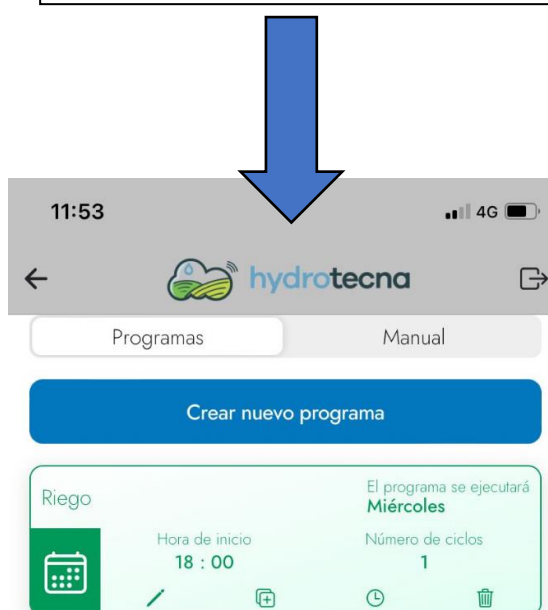 11:53 4G
hydrotecna
Programas Manual
Crear nuevo programa
Riego El programa se ejecutará
Miércoles
Hora de inicio Número de ciclos
18 : 00 1